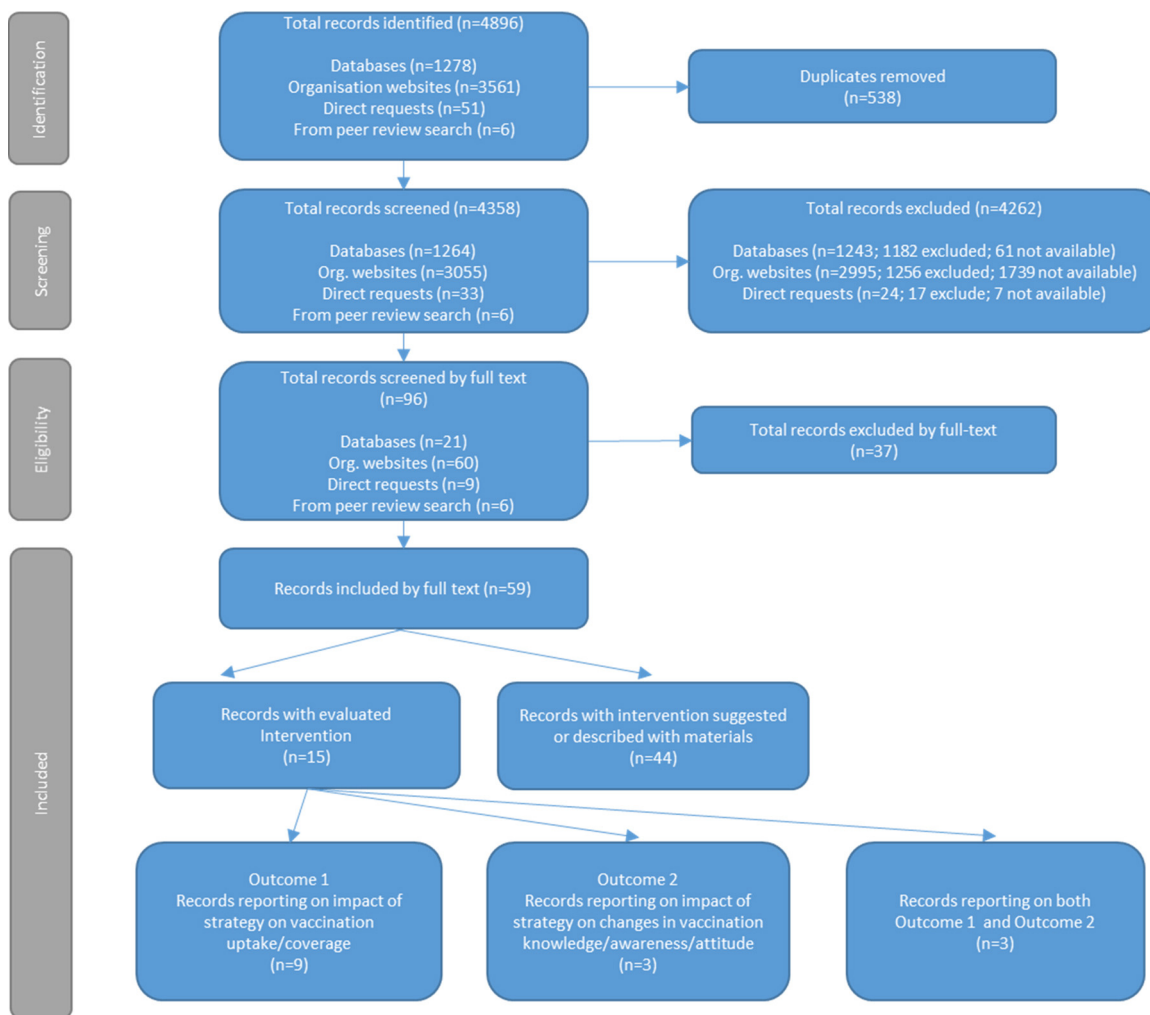 Identification
Total records identified (n=4896)
Databases (n=1278)
Organisation websites (n=3561)
Direct requests (n=51)
From peer review search (n=6)
Duplicates removed
(n=538)
Screening
Total records screened (n=4358)
Databases (n=1264)
Org. websites (n=3055)
Direct requests (n=33)
From peer review search (n=6)
Total records excluded (n=4262)
Databases (n=1243; 1182 excluded; 61 not available)
Org. websites (n=2995; 1256 excluded; 1739 not available)
Direct requests (n=24; 17 exclude; 7 not available)
Eligibility
Total records screened by full text
(n=96)
Databases (n=21)
Org. websites (n=60)
Direct requests (n=9)
From peer review search (n=6)
Total records excluded by full-text
(n=37)
Included
Records included by full text (n=59)
Records with evaluated
Intervention
(n=15)
Records with intervention suggested
or described with materials
(n=44)
Outcome 1
Records reporting on impact of
strategy on vaccination
uptake/coverage
(n=9)
Outcome 2
Records reporting on impact of
strategy on changes in vaccination
knowledge/awareness/attitude
(n=3)
Records reporting on both
Outcome 1 and Outcome 2
(n=3)